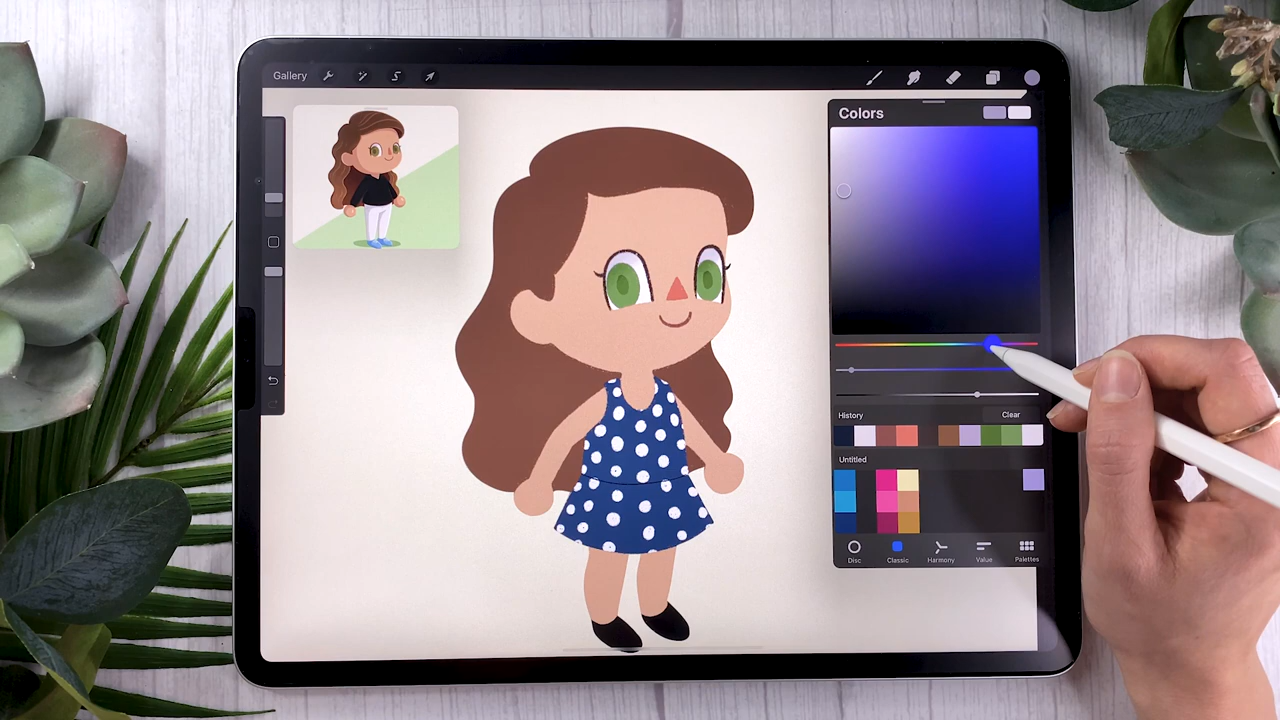 Gallery
Colors
History Clear
Untitled
Disc Classic Harmony Value Palettes